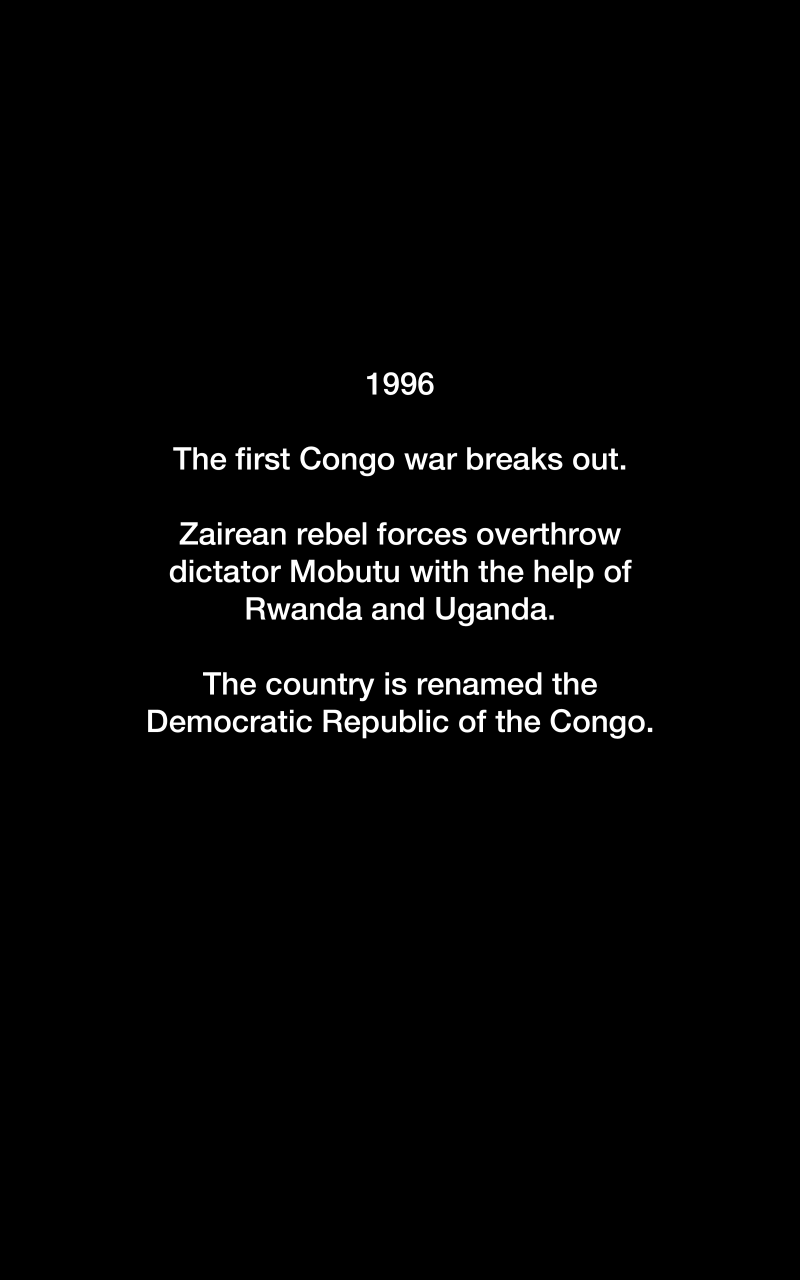 1996
The first Congo war breaks out.
Zairean rebel forces overthrow
dictator Mobutu with the help of
Rwanda and Uganda.
The country is renamed the
Democratic Republic of the Congo.